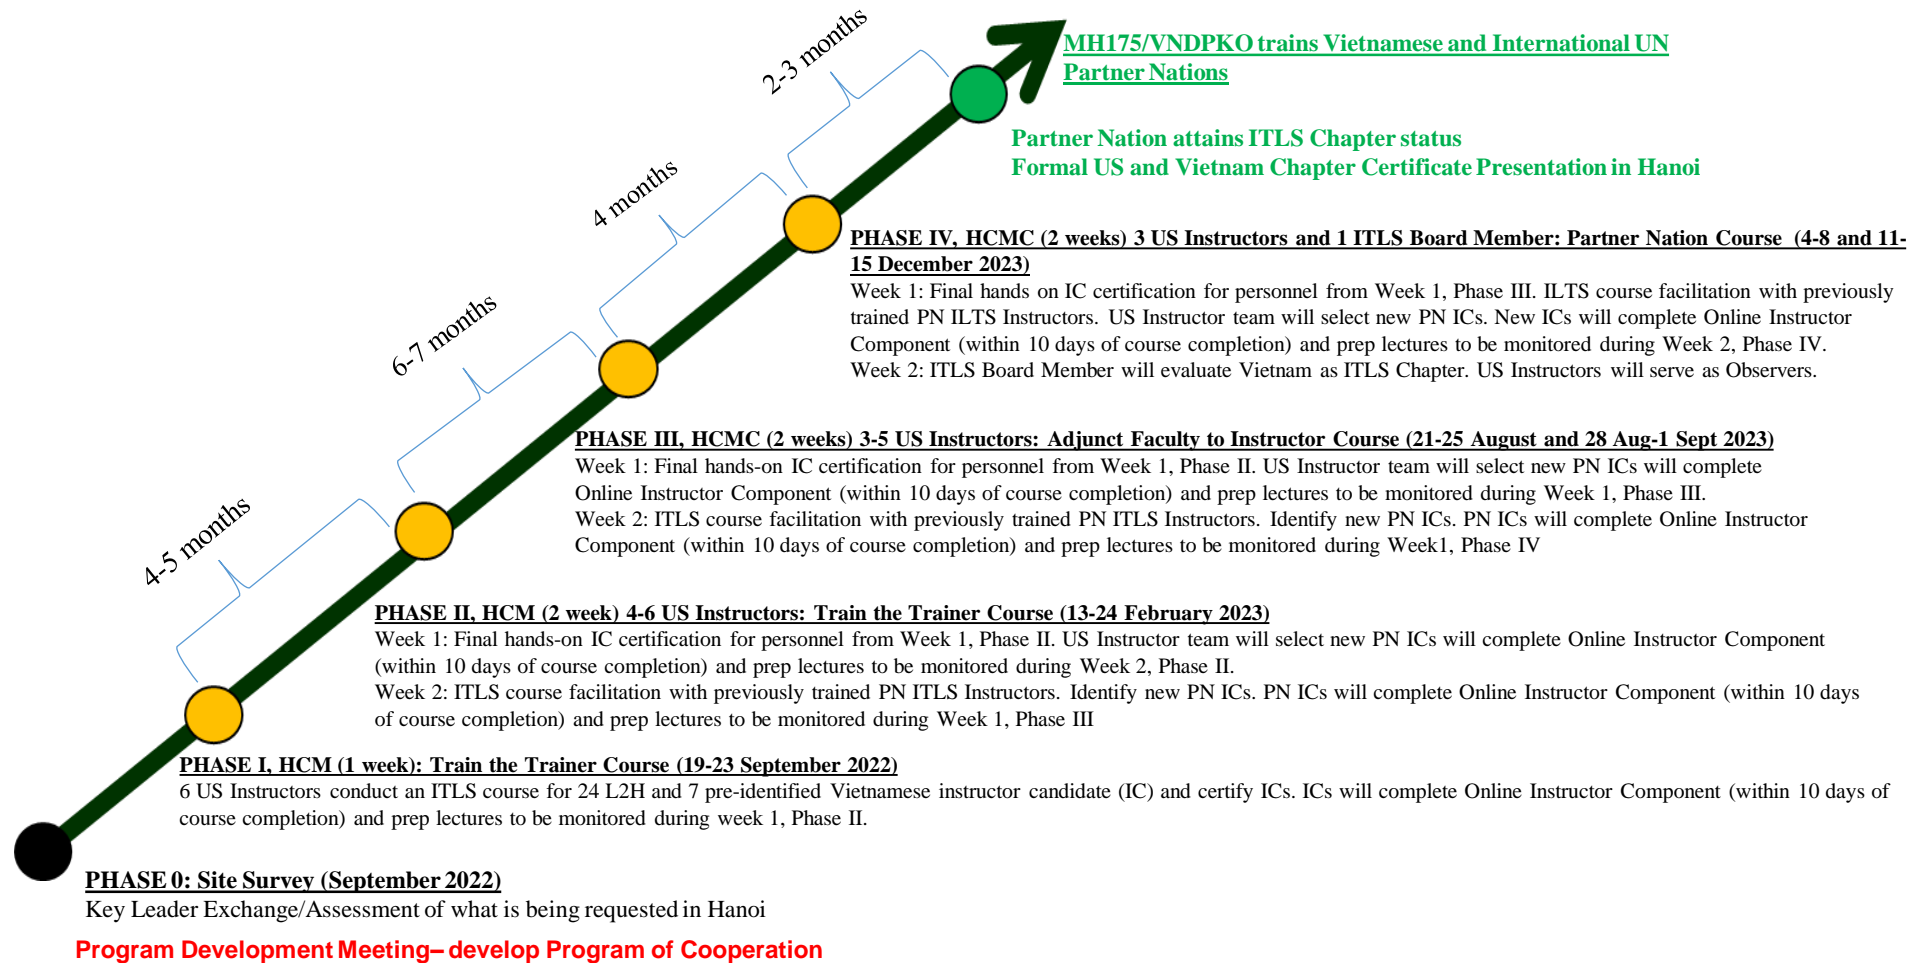 2-3 months
MH175/VNDPKO trains Vietnamese and International UN
Partner Nations
Partner Nation attains ITLS Chapter status
Formal US and Vietnam Chapter Certificate Presentation in Hanoi
4 months
PHASE IV, HCMC (2 weeks) 3 US Instructors and 1 ITLS Board Member: Partner Nation Course (4-8 and 11-
15 December 2023)
Week 1: Final hands on IC certification for personnel from Week 1, Phase III. ILTS course facilitation with previously
trained PN ILTS Instructors. US Instructor team will select new PN ICs. New ICs will complete Online Instructor
Component (within 10 days of course completion) and prep lectures to be monitored during Week 2, Phase IV.
Week 2: ITLS Board Member will evaluate Vietnam as ITLS Chapter. US Instructors will serve as Observers.
6-7 months
PHASE III, HCMC (2 weeks) 3-5 US Instructors: Adjunct Faculty to Instructor Course (21-25 August and 28 Aug-1 Sept 2023)
Week 1: Final hands-on IC certification for personnel from Week 1, Phase II. US Instructor team will select new PN ICs will complete
Online Instructor Component (within 10 days of course completion) and prep lectures to be monitored during Week 1, Phase III.
Week 2: ITLS course facilitation with previously trained PN ITLS Instructors. Identify new PN ICs. PN ICs will complete Online Instructor
Component (within 10 days of course completion) and prep lectures to be monitored during Week1, Phase IV
4-5 months
PHASE II, HCM (2 week) 4-6 US Instructors: Train the Trainer Course (13-24 February 2023)
Week 1: Final hands-on IC certification for personnel from Week 1, Phase II. US Instructor team will select new PN ICs will complete Online Instructor Component
(within 10 days of course completion) and prep lectures to be monitored during Week 2, Phase II.
Week 2: ITLS course facilitation with previously trained PN ITLS Instructors. Identify new PN ICs. PN ICs will complete Online Instructor Component (within 10 days
of course completion) and prep lectures to be monitored during Week 1, Phase III
PHASE I, HCM (1 week): Train the Trainer Course (19-23 September 2022)
6 US Instructors conduct an ITLS course for 24 L2H and 7 pre-identified Vietnamese instructor candidate (IC) and certify ICs. ICs will complete Online Instructor Component (within 10 days of
course completion) and prep lectures to be monitored during week 1, Phase II.
PHASE 0: Site Survey (September 2022)
Key Leader Exchange/Assessment of what is being requested in Hanoi
Program Development Meeting– develop Program of Cooperation